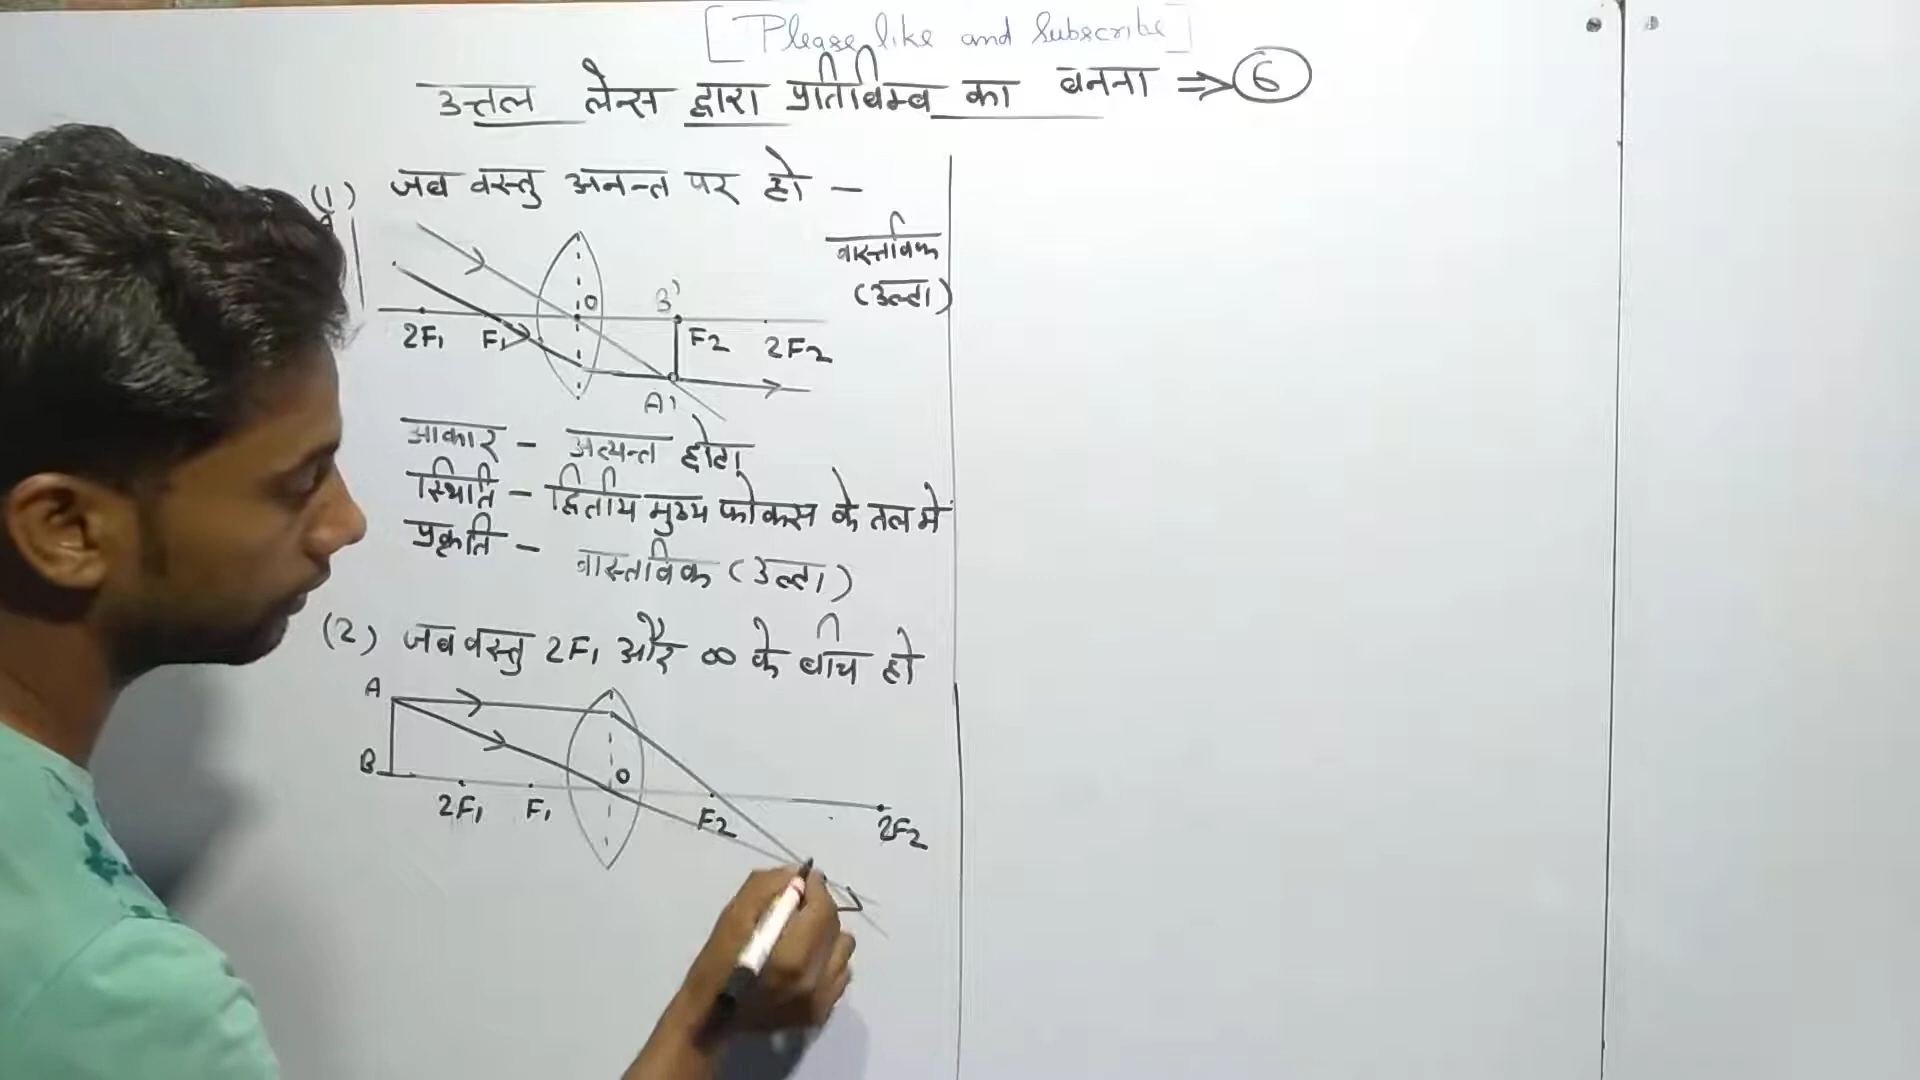 [Please like and Subscribe]
उत्तल लेन्स द्वारा प्रतिबिम्ब का बनना ⇒ 6
(1) जब वस्तु अनन्त पर हो –
वास्तविक
(उल्टा)
O B'
2F₁ F₁ F2 2F2
A'
आकार – अत्यन्त छोटा
स्थिति – द्वितीय मुख्य फोकस के तल मे
प्रकृति – वास्तविक (उल्टा)
(2) जब वस्तु 2F₁ और ∞ के बीच हो
A
B O
2F₁ F₁ F2 2F2